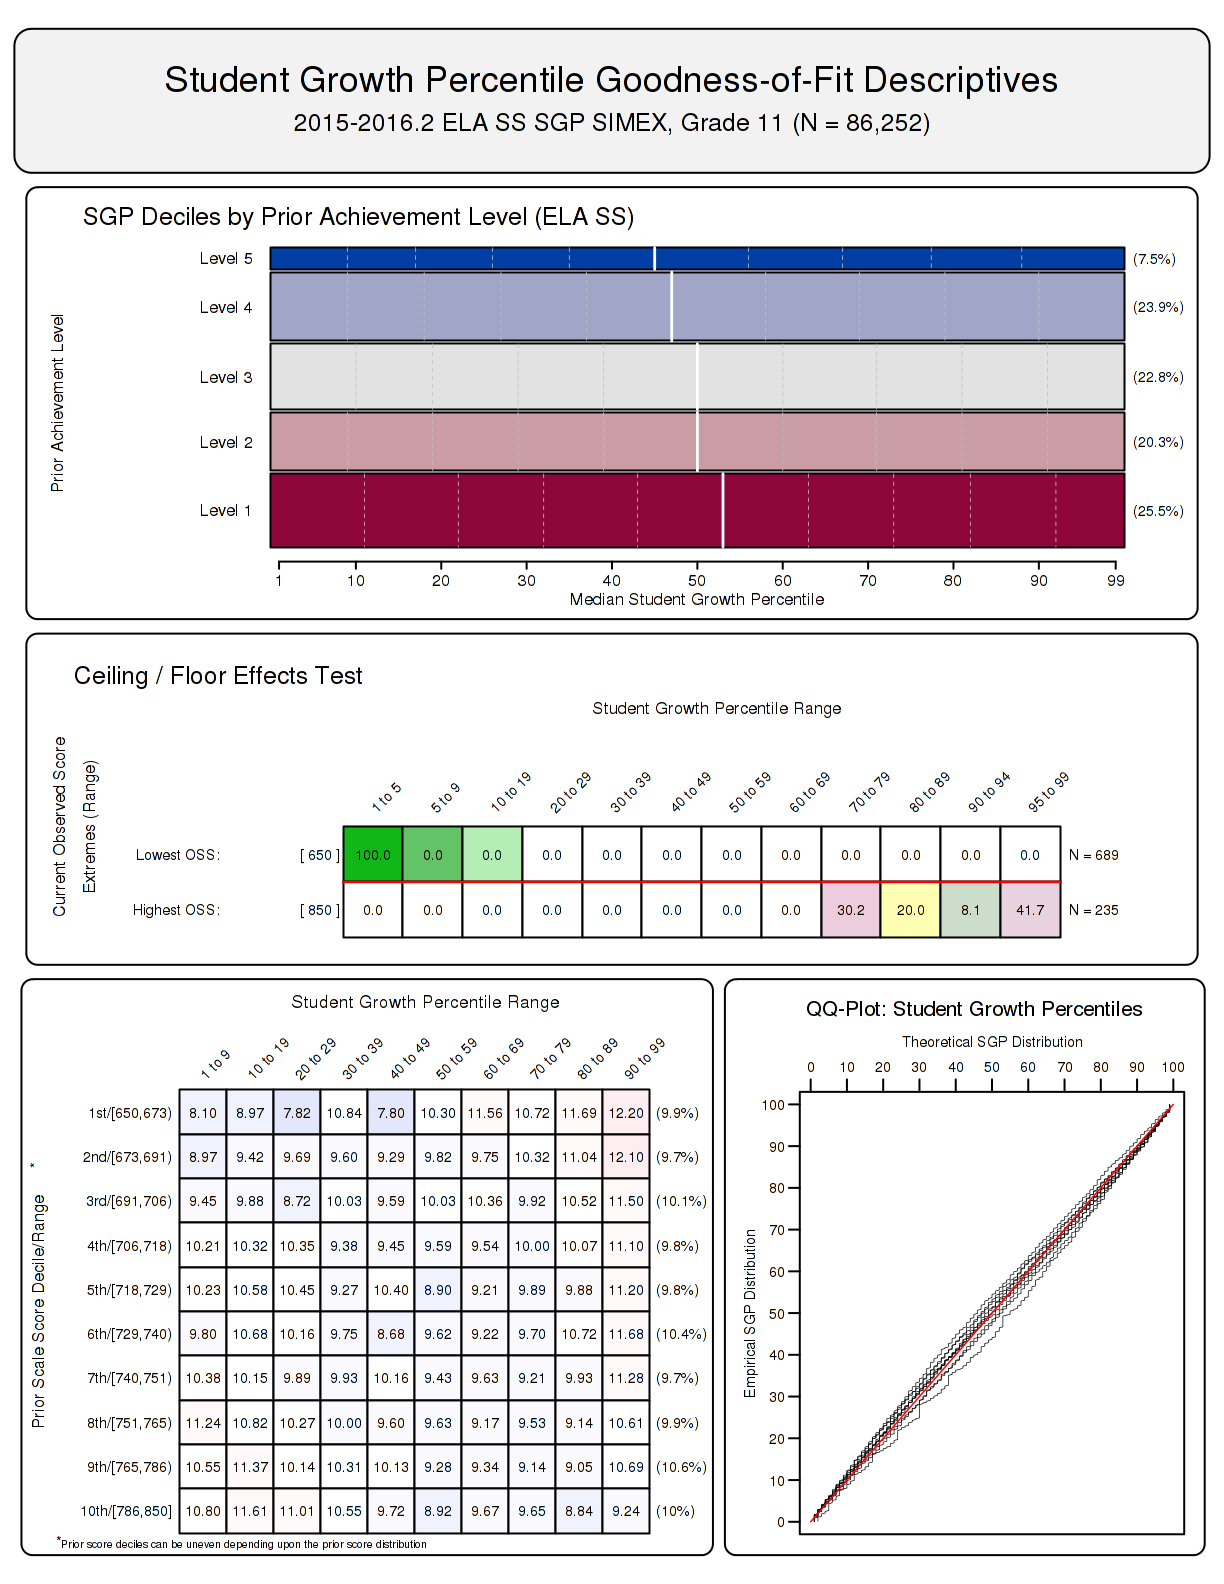 Student Growth Percentile Goodness-of-Fit Descriptives
2015-2016.2 ELA SS SGP SIMEX, Grade 11 (N = 86,252)
SGP Deciles by Prior Achievement Level (ELA SS)
Prior Achievement Level
Level 5 (7.5%)
Level 4 (23.9%)
Level 3 (22.8%)
Level 2 (20.3%)
Level 1 (25.5%)
1 10 20 30 40 50 60 70 80 90 99
Median Student Growth Percentile
Ceiling / Floor Effects Test
Student Growth Percentile Range
Current Observed Score
Extremes (Range)
1 to 5 5 to 9 10 to 19 20 to 29 30 to 39 40 to 49 50 to 59 60 to 69 70 to 79 80 to 89 90 to 94 95 to 99
Lowest OSS: [ 650 ] 100.0 0.0 0.0 0.0 0.0 0.0 0.0 0.0 0.0 0.0 0.0 0.0 N = 689
Highest OSS: [ 850 ] 0.0 0.0 0.0 0.0 0.0 0.0 0.0 0.0 30.2 20.0 8.1 41.7 N = 235
Student Growth Percentile Range
Prior Scale Score Decile/Range *
1 to 9 10 to 19 20 to 29 30 to 39 40 to 49 50 to 59 60 to 69 70 to 79 80 to 89 90 to 99
1st/[650,673) 8.10 8.97 7.82 10.84 7.80 10.30 11.56 10.72 11.69 12.20 (9.9%)
2nd/[673,691) 8.97 9.42 9.69 9.60 9.29 9.82 9.75 10.32 11.04 12.10 (9.7%)
3rd/[691,706) 9.45 9.88 8.72 10.03 9.59 10.03 10.36 9.92 10.52 11.50 (10.1%)
4th/[706,718) 10.21 10.32 10.35 9.38 9.45 9.59 9.54 10.00 10.07 11.10 (9.8%)
5th/[718,729) 10.23 10.58 10.45 9.27 10.40 8.90 9.21 9.89 9.88 11.20 (9.8%)
6th/[729,740) 9.80 10.68 10.16 9.75 8.68 9.62 9.22 9.70 10.72 11.68 (10.4%)
7th/[740,751) 10.38 10.15 9.89 9.93 10.16 9.43 9.63 9.21 9.93 11.28 (9.7%)
8th/[751,765) 11.24 10.82 10.27 10.00 9.60 9.63 9.17 9.53 9.14 10.61 (9.9%)
9th/[765,786) 10.55 11.37 10.14 10.31 10.13 9.28 9.34 9.14 9.05 10.69 (10.6%)
10th/[786,850] 10.80 11.61 11.01 10.55 9.72 8.92 9.67 9.65 8.84 9.24 (10%)
*Prior score deciles can be uneven depending upon the prior score distribution
QQ-Plot: Student Growth Percentiles
Theoretical SGP Distribution
0 10 20 30 40 50 60 70 80 90 100
Empirical SGP Distribution
100
90
80
70
60
50
40
30
20
10
0